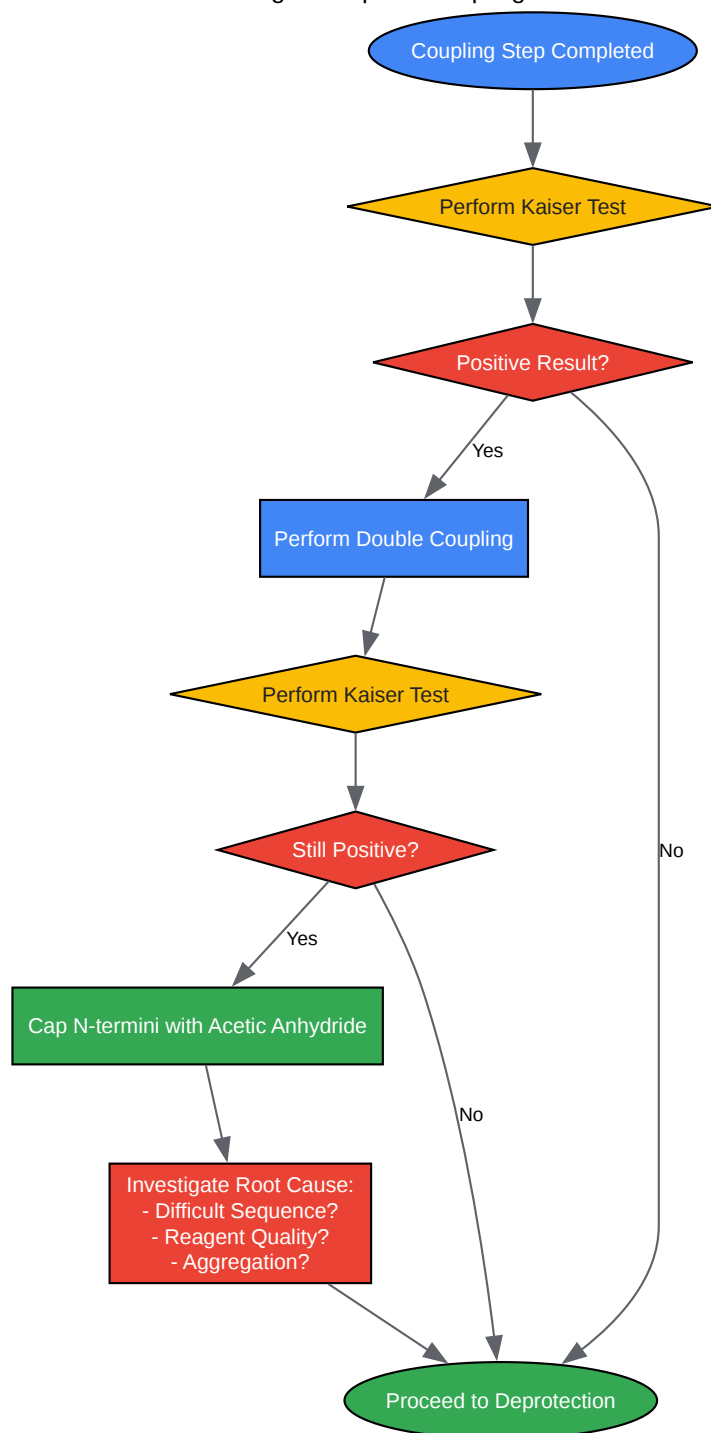 Coupling Step Completed
Perform Kaiser Test
Positive Result?
Yes
Perform Double Coupling
Perform Kaiser Test
Still Positive?
No
Yes
Cap N-termini with Acetic Anhydride
No
Investigate Root Cause:
- Difficult Sequence?
- Reagent Quality?
- Aggregation?
Proceed to Deprotection